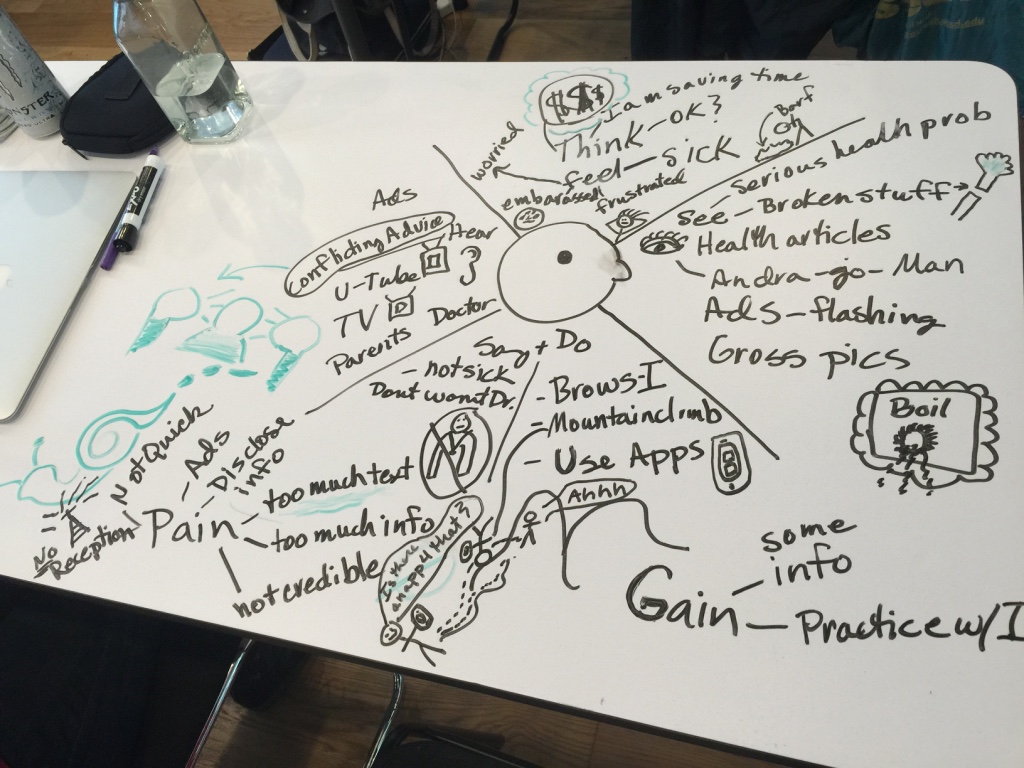 $$$
I am saving time
Think - ok?
feel - sick
worried
embarassed!
frustrated
Barf
Serious health prob
See - Broken stuff
Health articles
Andra-go-Man
Ads - flashing
Gross pics
Boil
Ads
Conflicting Advice
Hear
U-Tube
TV
Doctor
Parents
Say + Do
- not sick
Dont want Dr.
- Brows-I
- Mountain climb
- Use Apps
Ahhh
Is there an app 4 that?
Pain
Not Quick
- Ads
- Disclose info
too much text
too much info
not credible
No Reception
Gain
some info
- Practice w/ I
NSTER